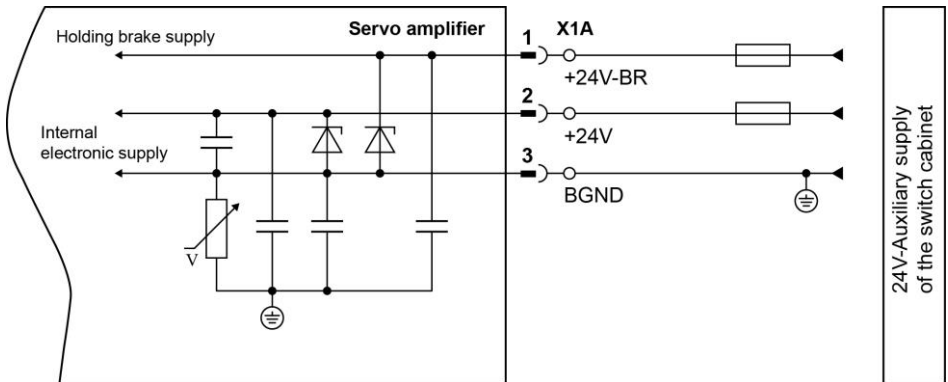 Servo amplifier
1
X1A
Holding brake supply
+24V-BR
2
+24V
Internal
electronic supply
3
BGND
V
24V-Auxiliary supply
of the switch cabinet